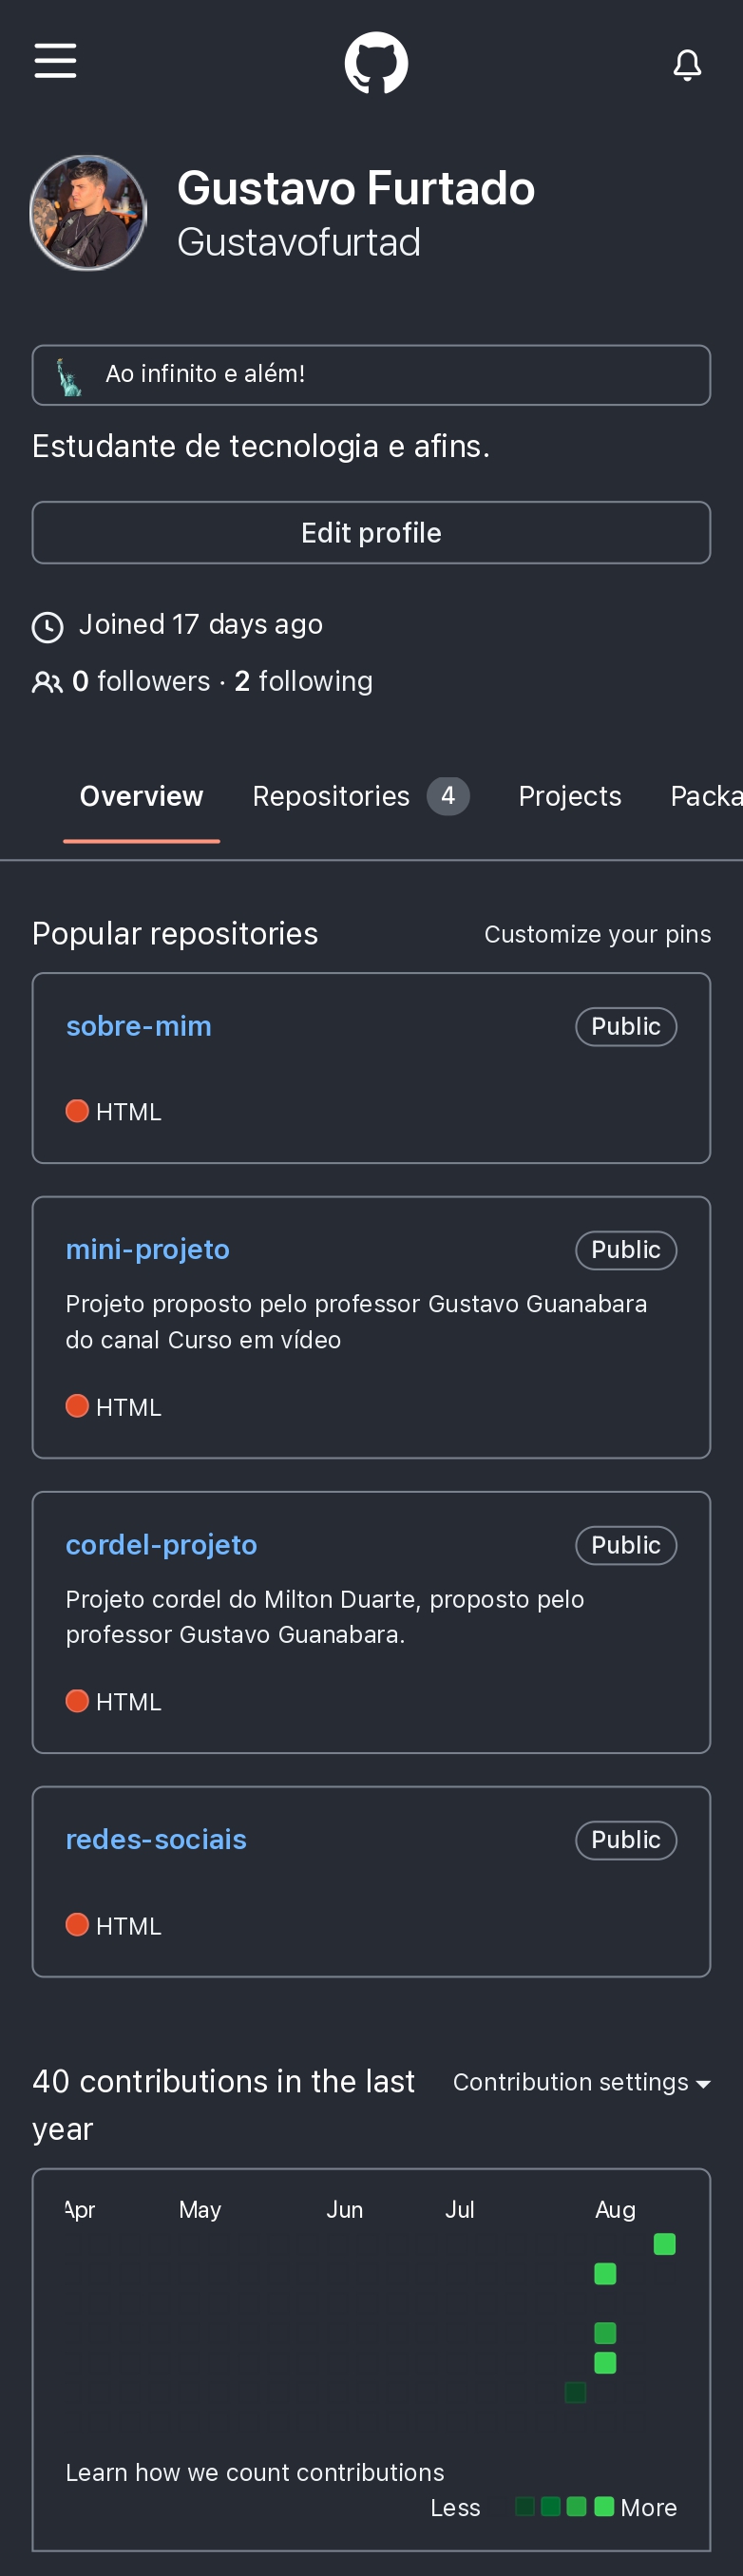 Gustavo Furtado
Gustavofurtad
Ao infinito e além!
Estudante de tecnologia e afins.
Edit profile
Joined 17 days ago
0 followers · 2 following
Overview Repositories 4 Projects Packa
Popular repositories Customize your pins
sobre-mim Public
HTML
mini-projeto Public
Projeto proposto pelo professor Gustavo Guanabara
do canal Curso em vídeo
HTML
cordel-projeto Public
Projeto cordel do Milton Duarte, proposto pelo
professor Gustavo Guanabara.
HTML
redes-sociais Public
HTML
40 contributions in the last
year
Contribution settings
Apr May Jun Jul Aug
Learn how we count contributions
Less More